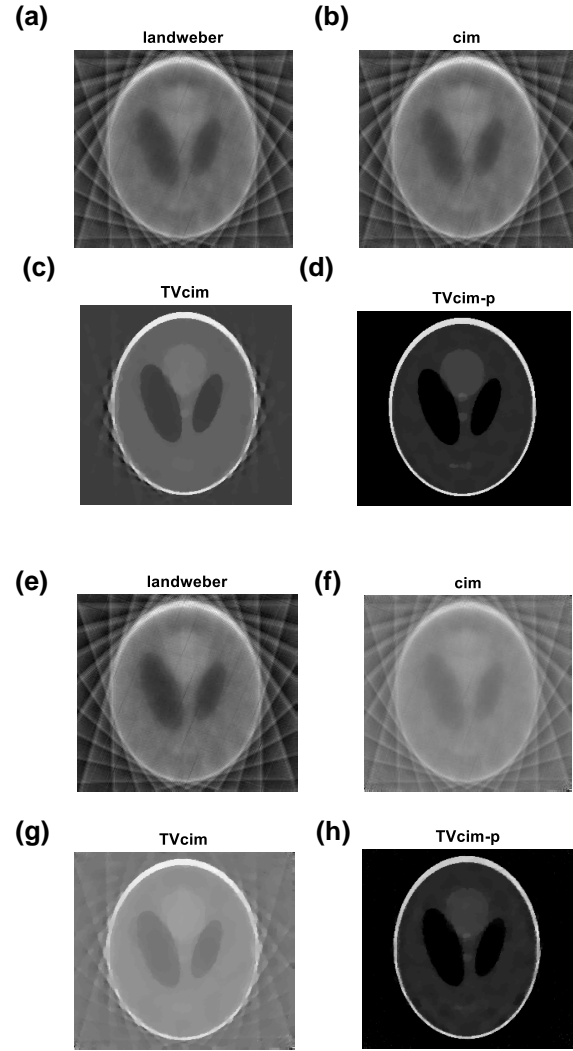 (a)
landweber
(b)
cim
(c)
TVcim
(d)
TVcim-p
(e)
landweber
(f)
cim
(g)
TVcim
(h)
TVcim-p